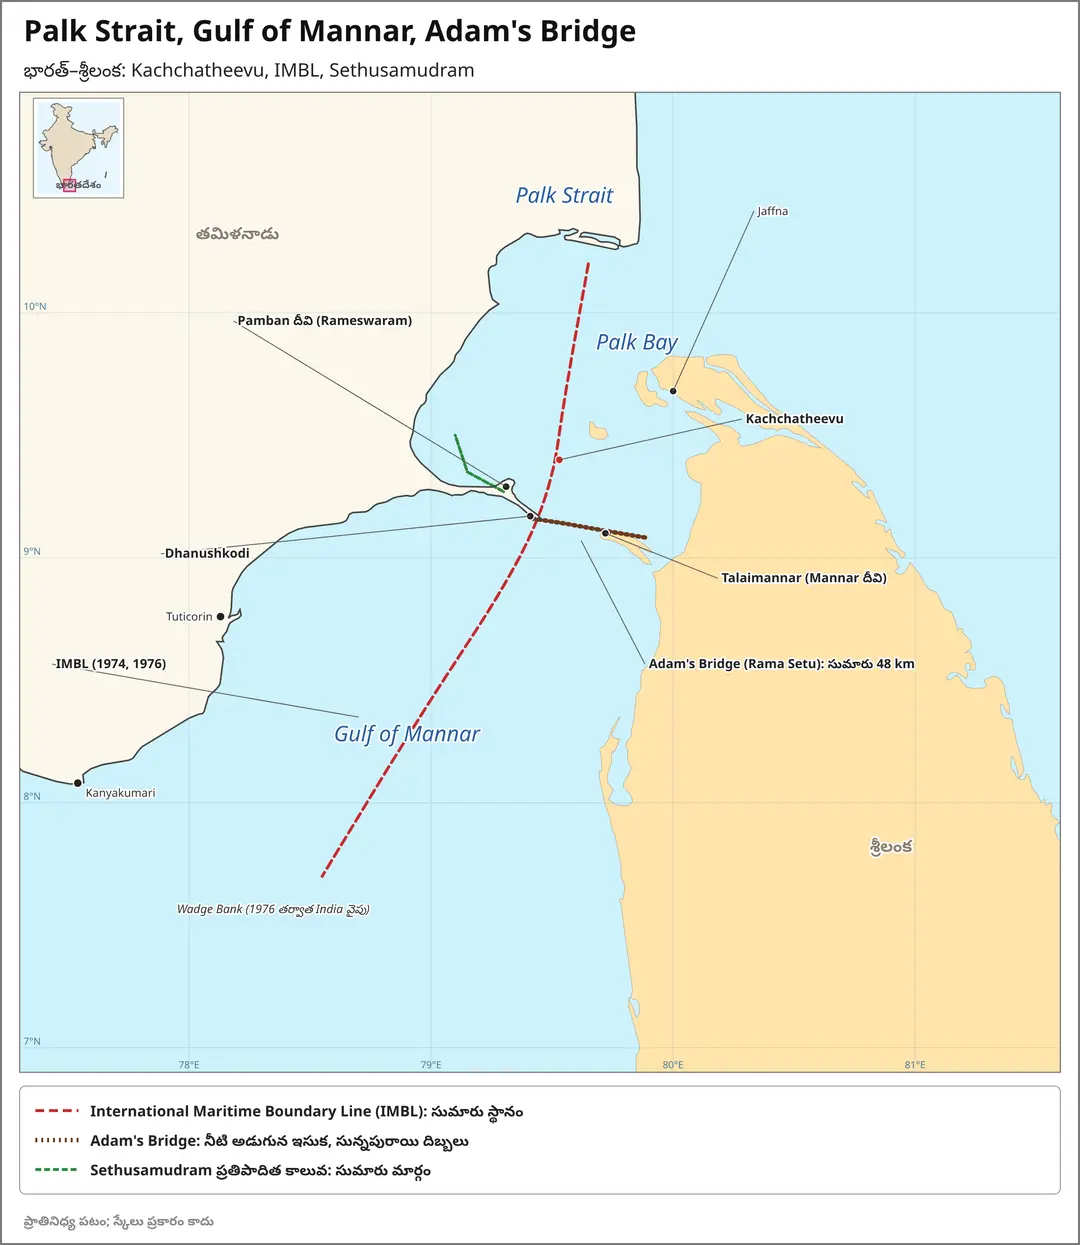 Palk Strait, Gulf of Mannar, Adam's Bridge
భారత్–శ్రీలంక: Kachchatheevu, IMBL, Sethusamudram
భారతదేశం
Palk Strait
Jaffna
తమిళనాడు
10°N
Pamban దీవి (Rameswaram)
Palk Bay
Kachchatheevu
9°N
Dhanushkodi
Talaimannar (Mannar దీవి)
Tuticorin
IMBL (1974, 1976)
Adam's Bridge (Rama Setu): సుమారు 48 km
Gulf of Mannar
Kanyakumari
8°N
శ్రీలంక
Wadge Bank (1976 తర్వాత India వైపు)
7°N
78°E
79°E
80°E
81°E
International Maritime Boundary Line (IMBL): సుమారు స్థానం
Adam's Bridge: నీటి అడుగున ఇసుక, సున్నపురాయి దిబ్బలు
Sethusamudram ప్రతిపాదిత కాలువ: సుమారు మార్గం
ప్రాతినిధ్య పటం; స్కేలు ప్రకారం కాదు